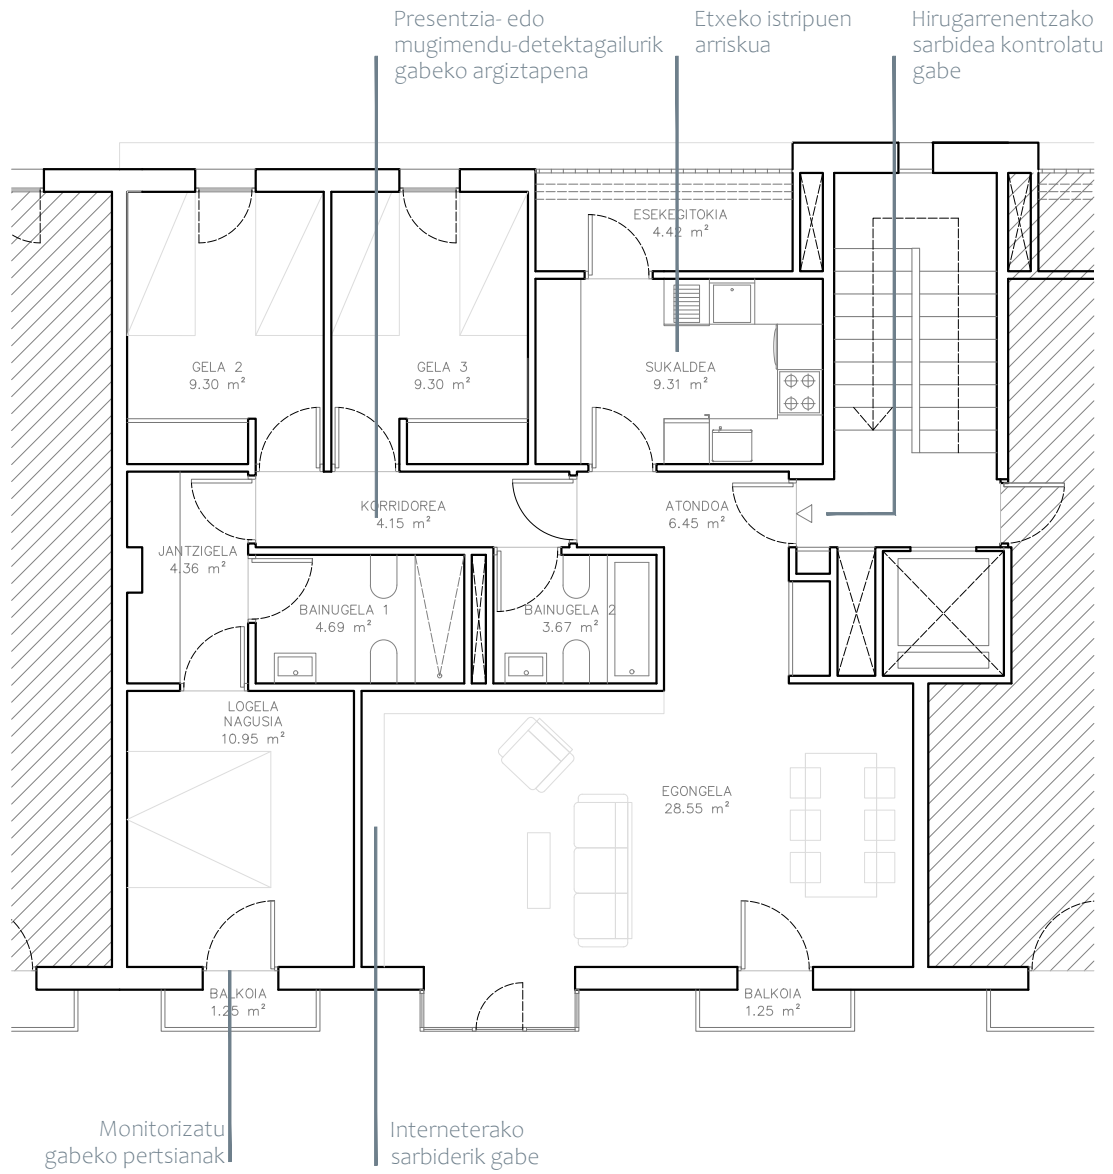 Presentzia- edo
mugimendu-detektagailurik
gabeko argiztapena
Etxeko istripuen
arriskua
Hirugarrenentzako
sarbidea kontrolatu
gabe
ESEKEGITOKIA
4.42 m²
GELA 2
9.30 m²
GELA 3
9.30 m²
SUKALDEA
9.31 m²
KORRIDOREA
4.15 m²
ATONDOA
6.45 m²
JANTZIGELA
4.36 m²
BAINUGELA 1
4.69 m²
BAINUGELA 2
3.67 m²
LOGELA
NAGUSIA
10.95 m²
EGONGELA
28.55 m²
BALKOIA
1.25 m²
BALKOIA
1.25 m²
Monitorizatu
gabeko pertsianak
Interneterako
sarbiderik gabe